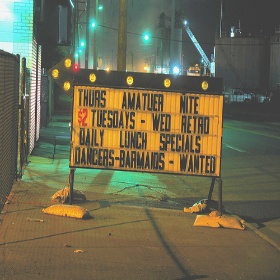 THURS AMATUER NITE
$2 TUESDAYS - WED RETRO
DAILY LUNCH SPECIALS
DANCERS-BARMAIDS - WANTED